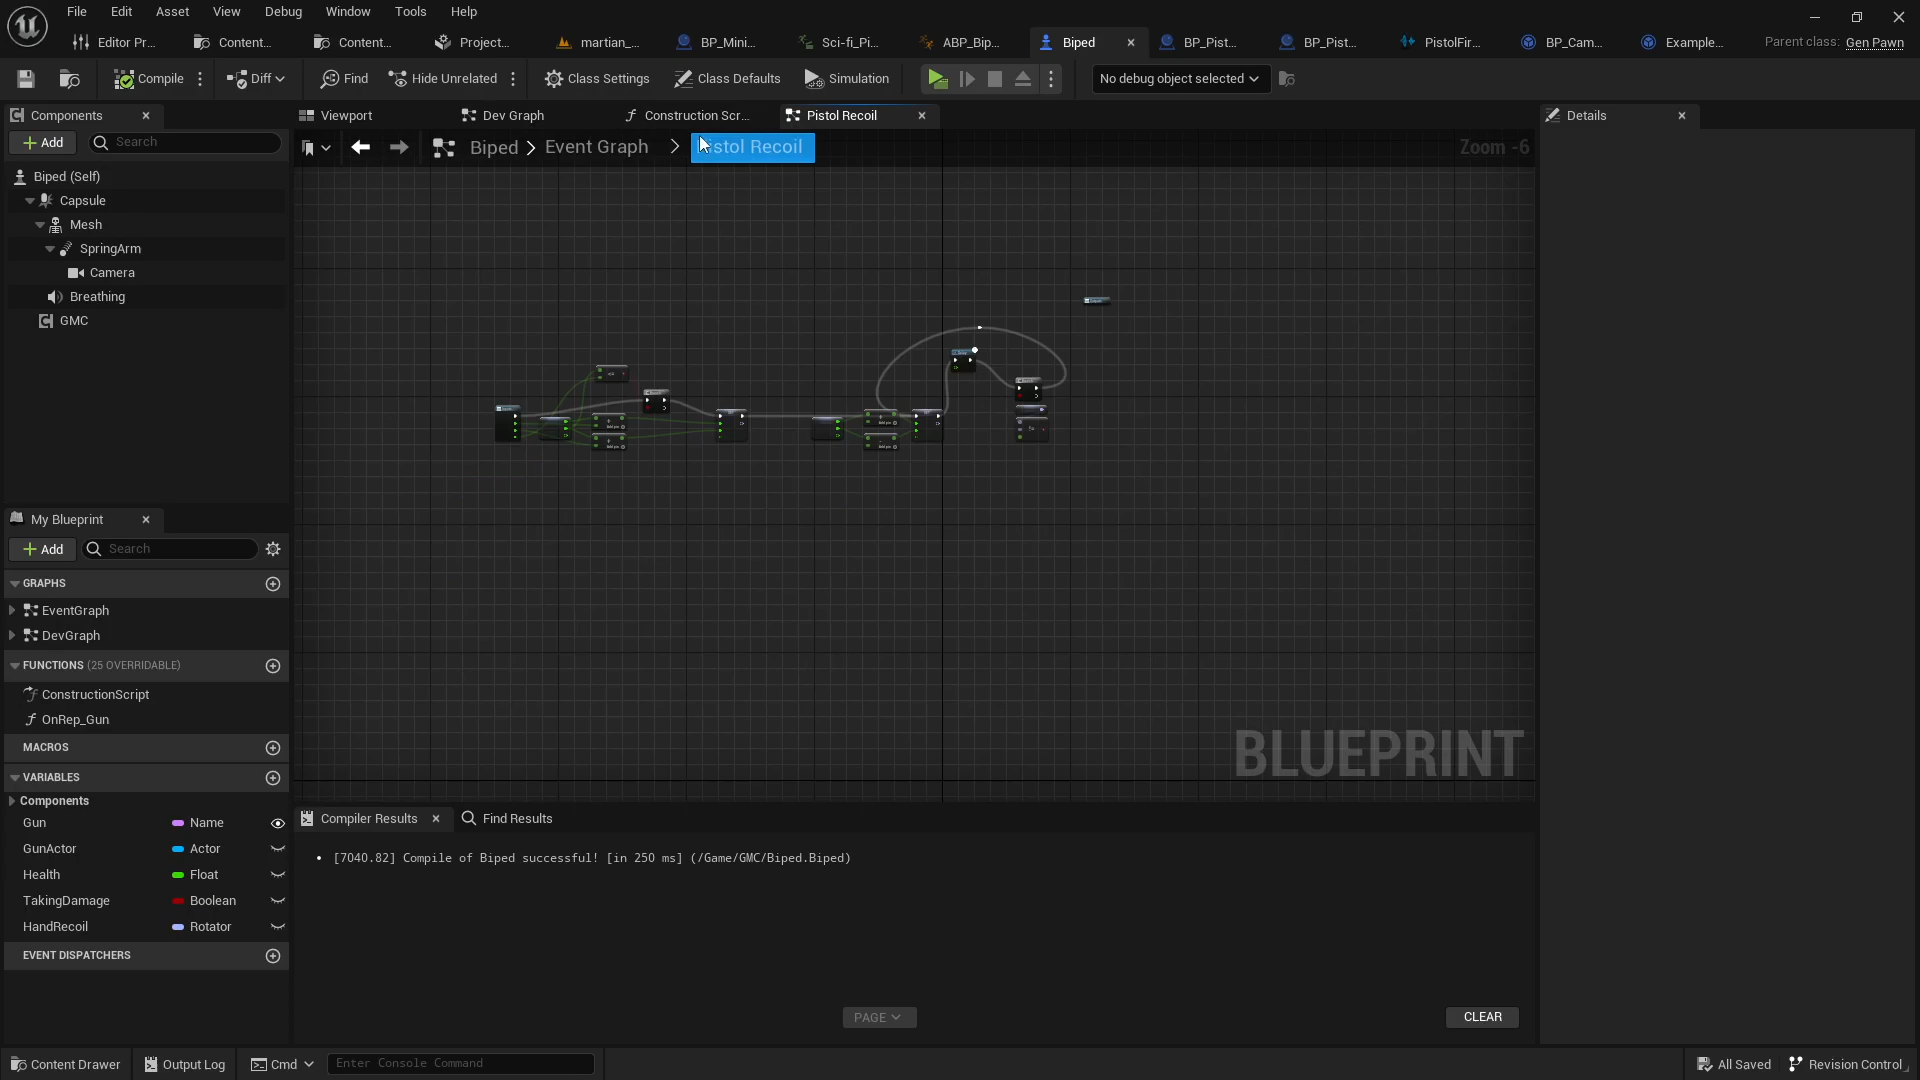 File Edit Asset View Debug Window Tools Help
Editor Pr... Content... Content... Project... martian_... BP_Mini... Sci-fi_Pi... ABP_Bip... Biped BP_Pist... BP_Pist... PistolFir... BP_Cam... Example... Parent class: Gen Pawn
Compile Diff Find Hide Unrelated Class Settings Class Defaults Simulation No debug object selected
Components
Add Search
Biped (Self)
Capsule
Mesh
SpringArm
Camera
Breathing
GMC
Viewport Dev Graph Construction Scr... Pistol Recoil
Biped > Event Graph > Pistol Recoil Zoom -6
BLUEPRINT
Details
My Blueprint
Add Search
GRAPHS
EventGraph
DevGraph
FUNCTIONS (25 OVERRIDABLE)
ConstructionScript
OnRep_Gun
MACROS
VARIABLES
Components
Gun Name
GunActor Actor
Health Float
TakingDamage Boolean
HandRecoil Rotator
EVENT DISPATCHERS
Compiler Results Find Results
[7040.82] Compile of Biped successful! [in 250 ms] (/Game/GMC/Biped.Biped)
PAGE CLEAR
Content Drawer Output Log Cmd Enter Console Command All Saved Revision Control